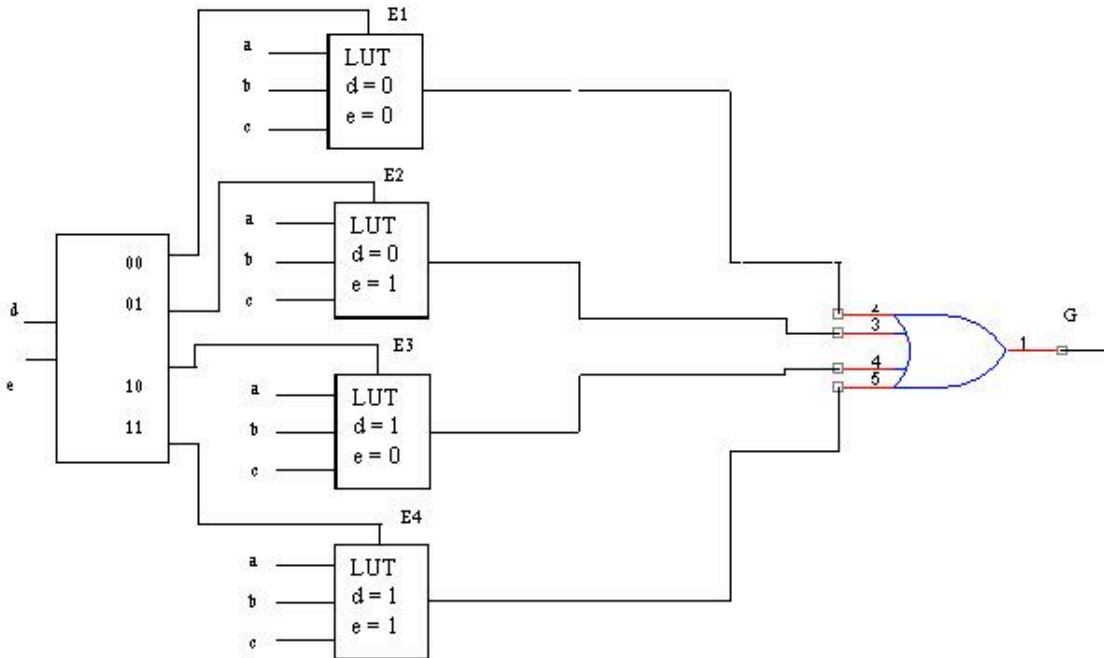 E1
a
b
c
LUT
d = 0
e = 0
E2
a
b
c
LUT
d = 0
e = 1
d
e
00
01
10
11
E3
a
b
c
LUT
d = 1
e = 0
E4
a
b
c
LUT
d = 1
e = 1
2
3
4
5
1
G